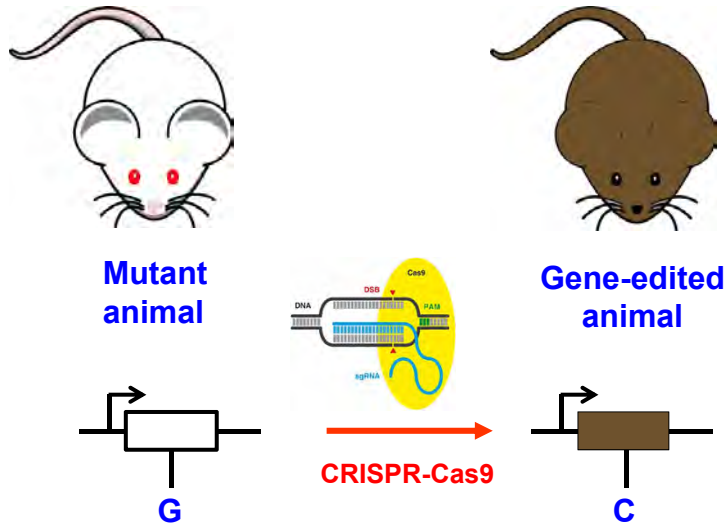 Mutant
animal
Cas9
DSB
DNA
PAM
sgRNA
Gene-edited
animal
CRISPR-Cas9
G
C